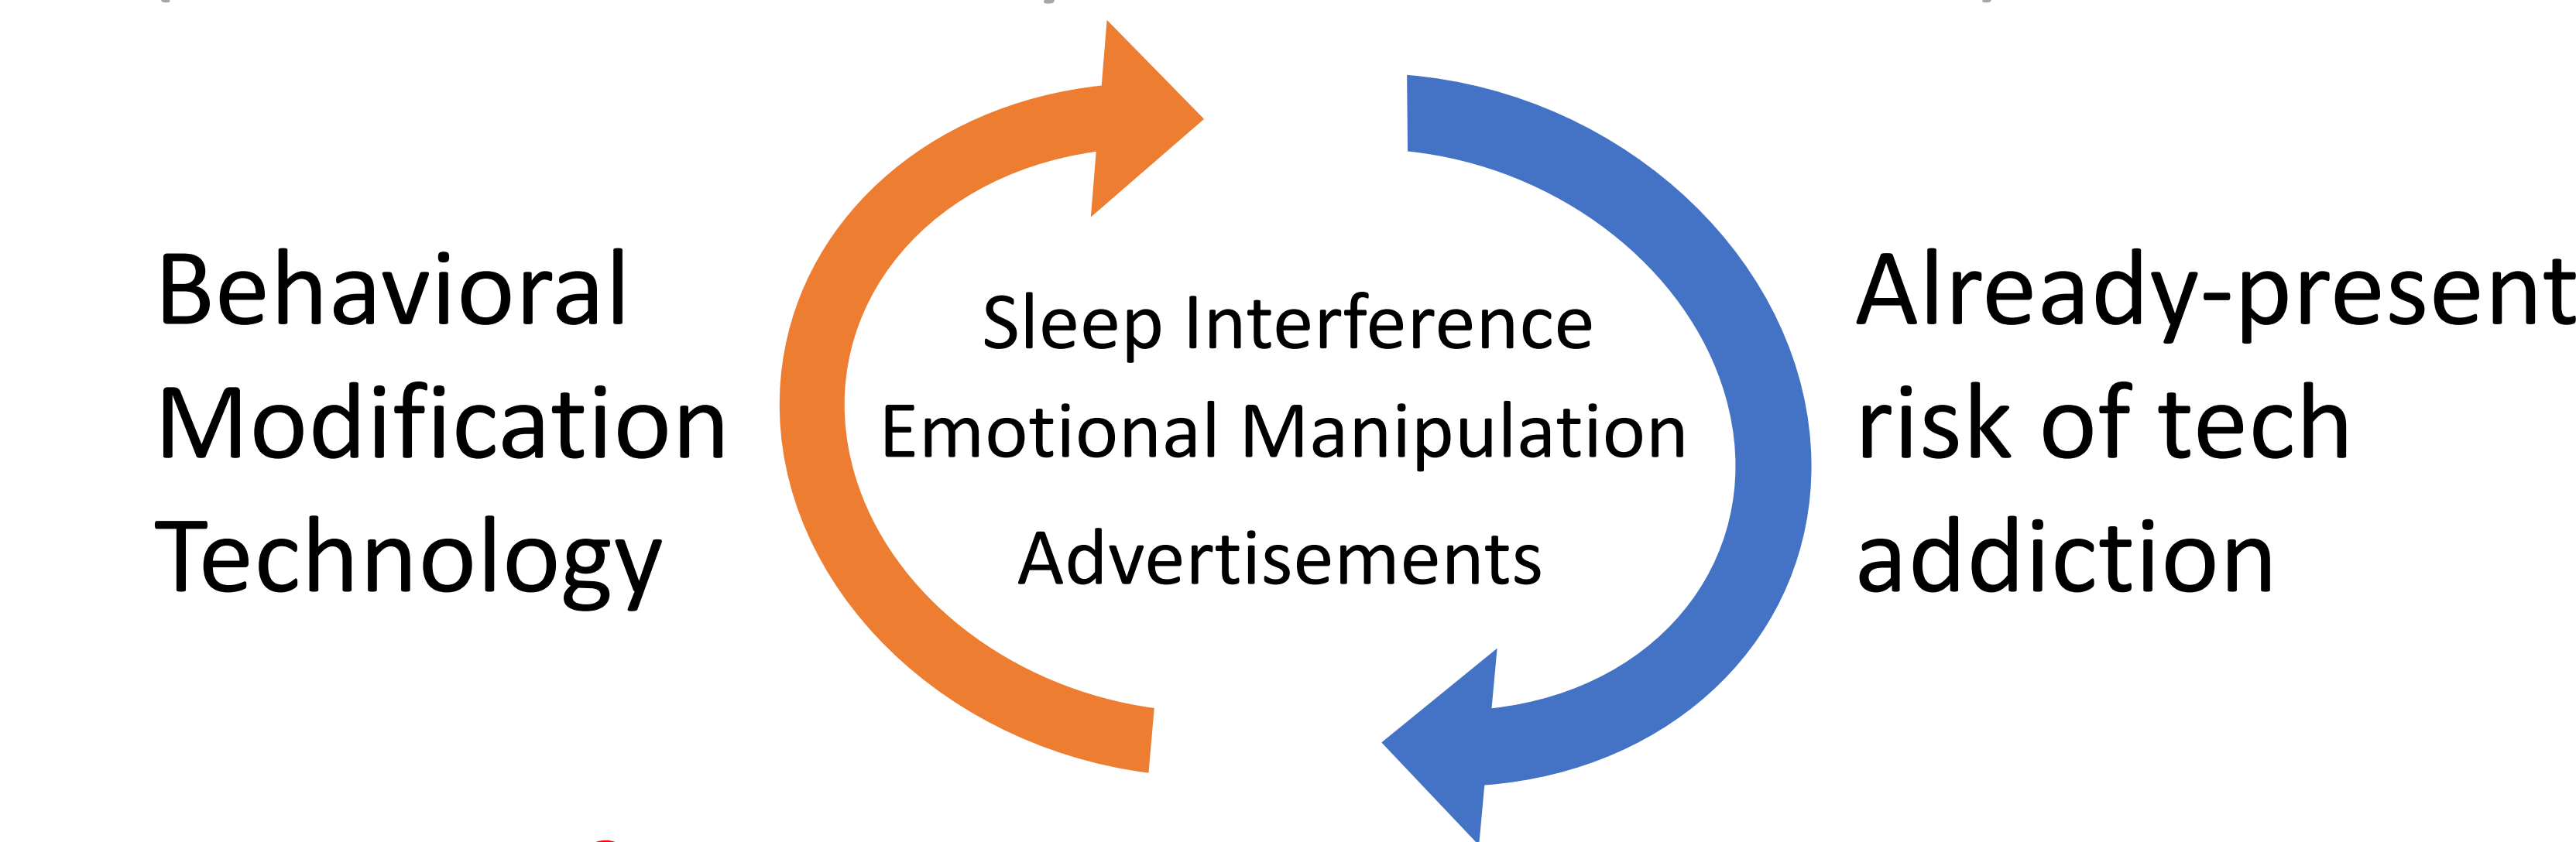 Behavioral
Modification
Technology
Sleep Interference
Emotional Manipulation
Advertisements
Already-present
risk of tech
addiction